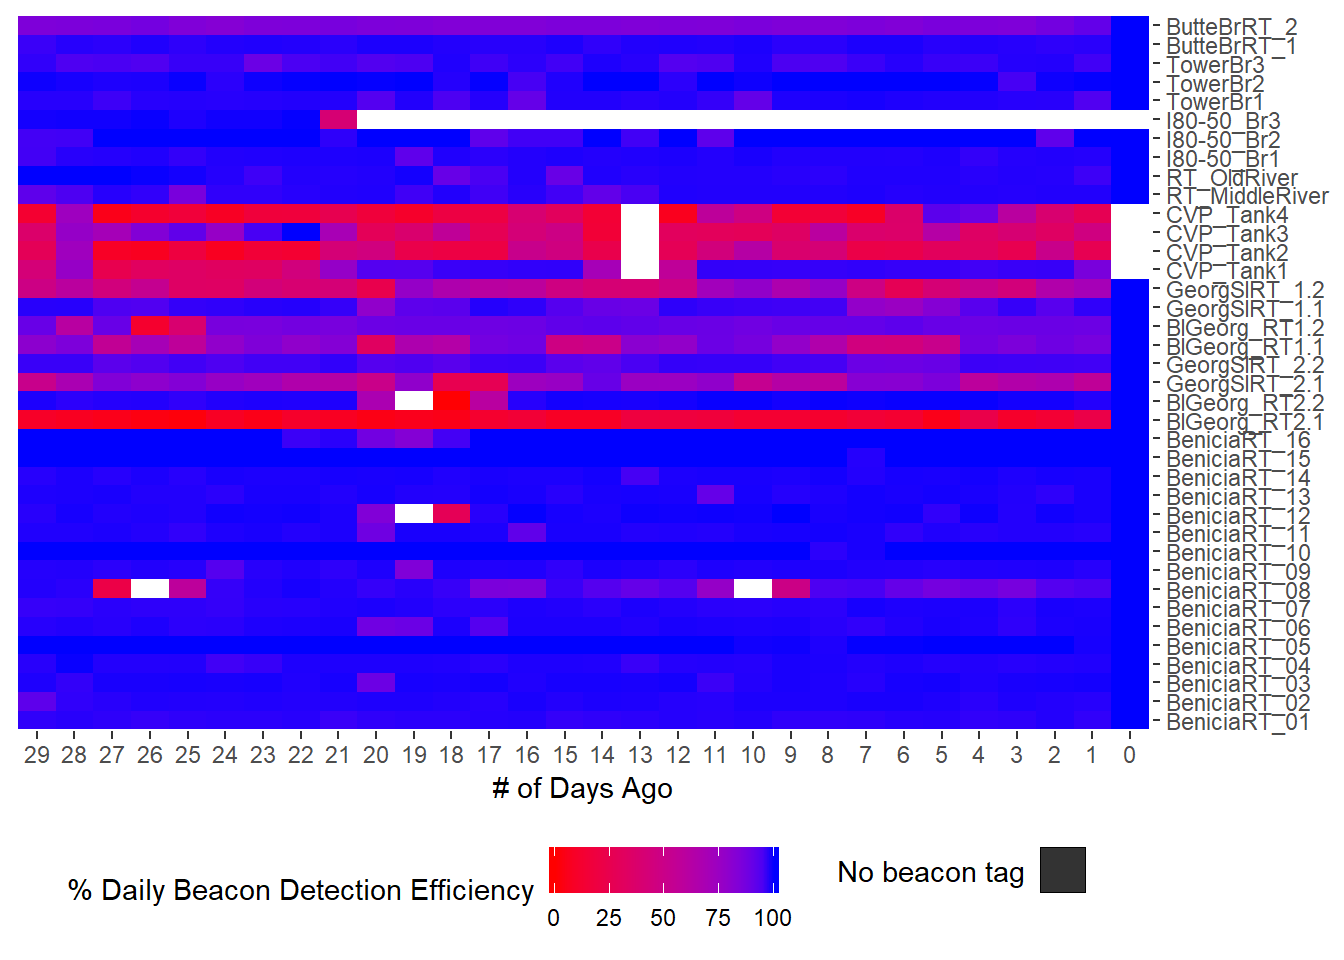 ButteBrRT_2
ButteBrRT_1
TowerBr3
TowerBr2
TowerBr1
I80-50_Br3
I80-50_Br2
I80-50_Br1
RT_OldRiver
RT_MiddleRiver
CVP_Tank4
CVP_Tank3
CVP_Tank2
CVP_Tank1
GeorgSlRT_1.2
GeorgSlRT_1.1
BlGeorg_RT1.2
BlGeorg_RT1.1
GeorgSlRT_2.2
GeorgSlRT_2.1
BlGeorg_RT2.2
BlGeorg_RT2.1
BeniciaRT_16
BeniciaRT_15
BeniciaRT_14
BeniciaRT_13
BeniciaRT_12
BeniciaRT_11
BeniciaRT_10
BeniciaRT_09
BeniciaRT_08
BeniciaRT_07
BeniciaRT_06
BeniciaRT_05
BeniciaRT_04
BeniciaRT_03
BeniciaRT_02
BeniciaRT_01
29 28 27 26 25 24 23 22 21 20 19 18 17 16 15 14 13 12 11 10 9 8 7 6 5 4 3 2 1 0
# of Days Ago
% Daily Beacon Detection Efficiency
0 25 50 75 100
No beacon tag